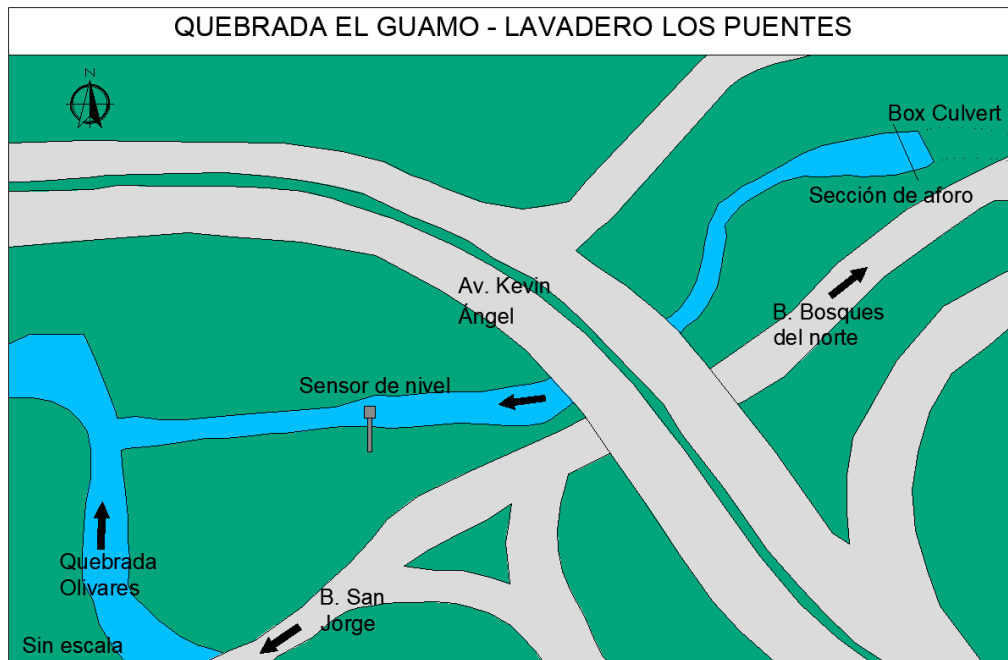 QUEBRADA EL GUAMO - LAVADERO LOS PUENTES
N
Box Culvert
Sección de aforo
Av. Kevin
Ángel
B. Bosques
del norte
Sensor de nivel
Quebrada
Olivares
B. San
Jorge
Sin escala